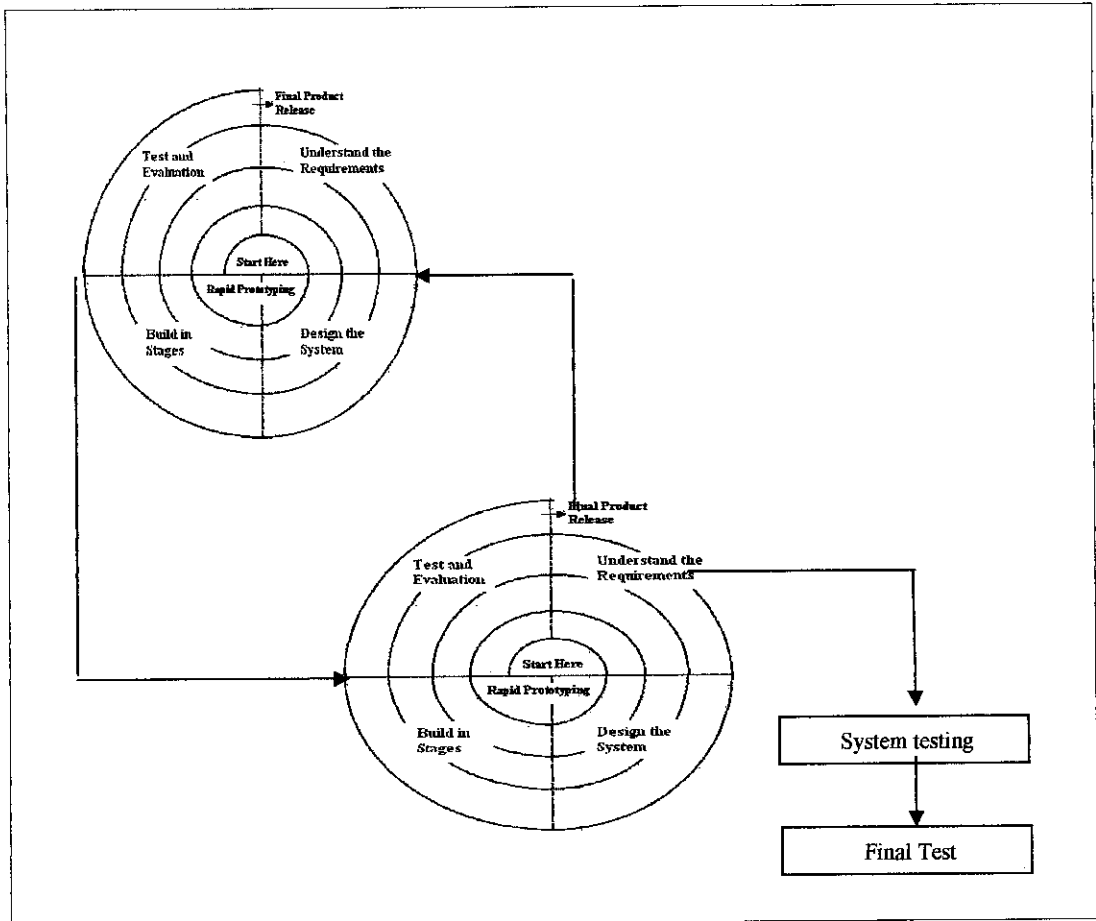 Final Product
Release
Test and
Evaluation
Understand the
Requirements
Start Here
Rapid Prototyping
Build in
Stages
Design the
System
Final Product
Release
Test and
Evaluation
Understand the
Requirements
Start Here
Rapid Prototyping
Build in
Stages
Design the
System
System testing
Final Test